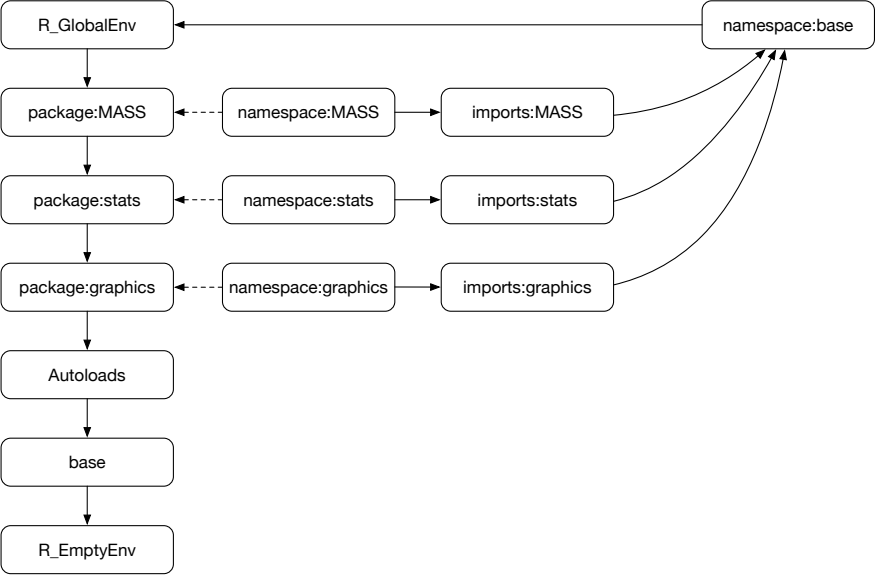 R_GlobalEnv
namespace:base
package:MASS
namespace:MASS
imports:MASS
package:stats
namespace:stats
imports:stats
package:graphics
namespace:graphics
imports:graphics
Autoloads
base
R_EmptyEnv